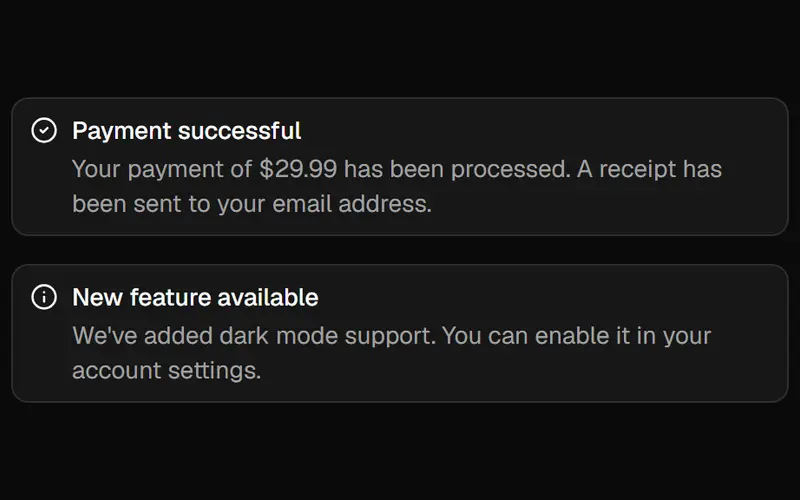 Payment successful
Your payment of $29.99 has been processed. A receipt has
been sent to your email address.
New feature available
We've added dark mode support. You can enable it in your
account settings.